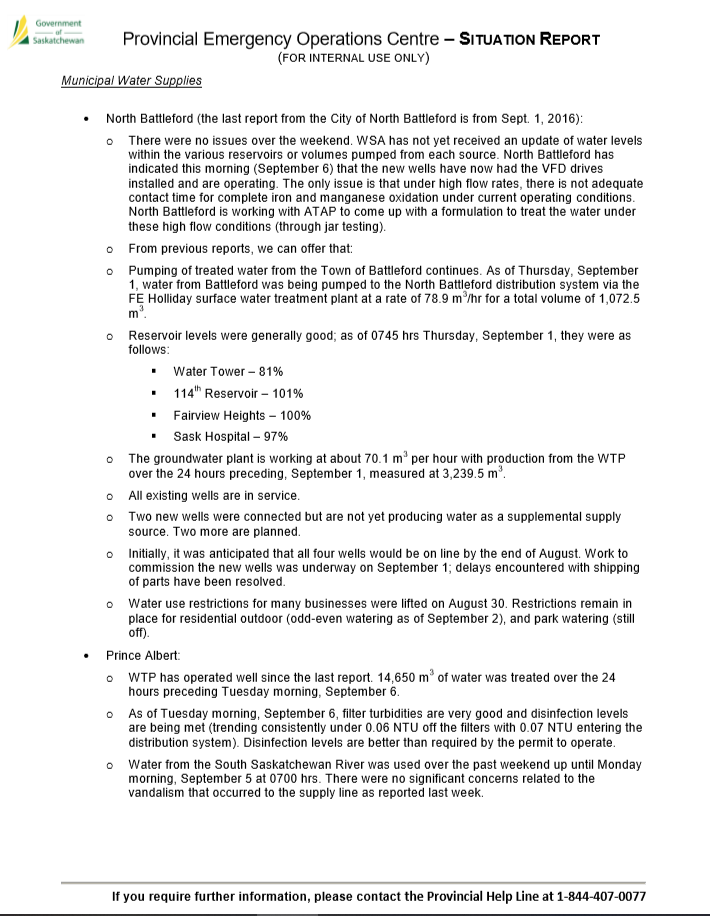 Government
of
Saskatchewan
Provincial Emergency Operations Centre – SITUATION REPORT
(FOR INTERNAL USE ONLY)
Municipal Water Supplies
• North Battleford (the last report from the City of North Battleford is from Sept. 1, 2016):
o There were no issues over the weekend. WSA has not yet received an update of water levels
within the various reservoirs or volumes pumped from each source. North Battleford has
indicated this morning (September 6) that the new wells have now had the VFD drives
installed and are operating. The only issue is that under high flow rates, there is not adequate
contact time for complete iron and manganese oxidation under current operating conditions.
North Battleford is working with ATAP to come up with a formulation to treat the water under
these high flow conditions (through jar testing).
o From previous reports, we can offer that:
o Pumping of treated water from the Town of Battleford continues. As of Thursday, September
1, water from Battleford was being pumped to the North Battleford distribution system via the
FE Holliday surface water treatment plant at a rate of 78.9 m³/hr for a total volume of 1,072.5
m³.
o Reservoir levels were generally good; as of 0745 hrs Thursday, September 1, they were as
follows:
▪ Water Tower – 81%
▪ 114th Reservoir – 101%
▪ Fairview Heights – 100%
▪ Sask Hospital – 97%
o The groundwater plant is working at about 70.1 m³ per hour with production from the WTP
over the 24 hours preceding, September 1, measured at 3,239.5 m³.
o All existing wells are in service.
o Two new wells were connected but are not yet producing water as a supplemental supply
source. Two more are planned.
o Initially, it was anticipated that all four wells would be on line by the end of August. Work to
commission the new wells was underway on September 1; delays encountered with shipping
of parts have been resolved.
o Water use restrictions for many businesses were lifted on August 30. Restrictions remain in
place for residential outdoor (odd-even watering as of September 2), and park watering (still
off).
• Prince Albert:
o WTP has operated well since the last report. 14,650 m³ of water was treated over the 24
hours preceding Tuesday morning, September 6.
o As of Tuesday morning, September 6, filter turbidities are very good and disinfection levels
are being met (trending consistently under 0.06 NTU off the filters with 0.07 NTU entering the
distribution system). Disinfection levels are better than required by the permit to operate.
o Water from the South Saskatchewan River was used over the past weekend up until Monday
morning, September 5 at 0700 hrs. There were no significant concerns related to the
vandalism that occurred to the supply line as reported last week.
If you require further information, please contact the Provincial Help Line at 1-844-407-0077